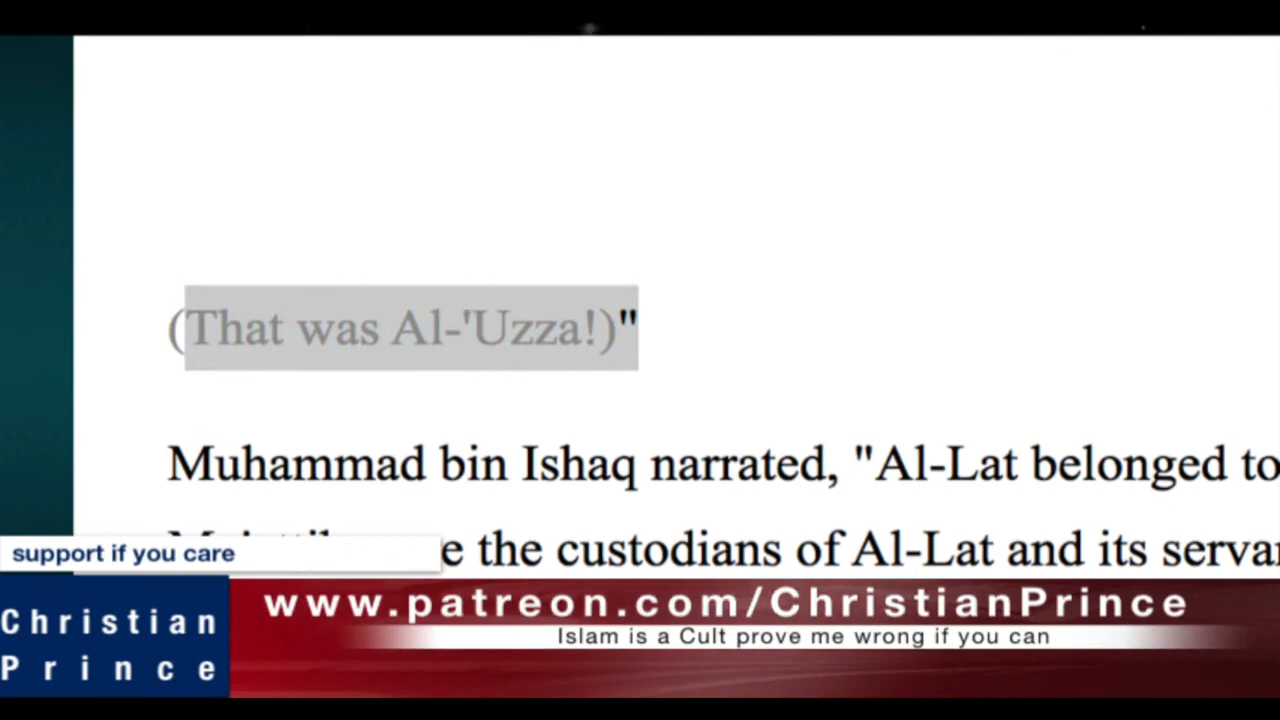 (That was Al-'Uzza!)"
Muhammad bin Ishaq narrated, "Al-Lat belonged to
e the custodians of Al-Lat and its serva
support if you care
www.patreon.com/ChristianPrince
Islam is a Cult prove me wrong if you can
Christian
Prince